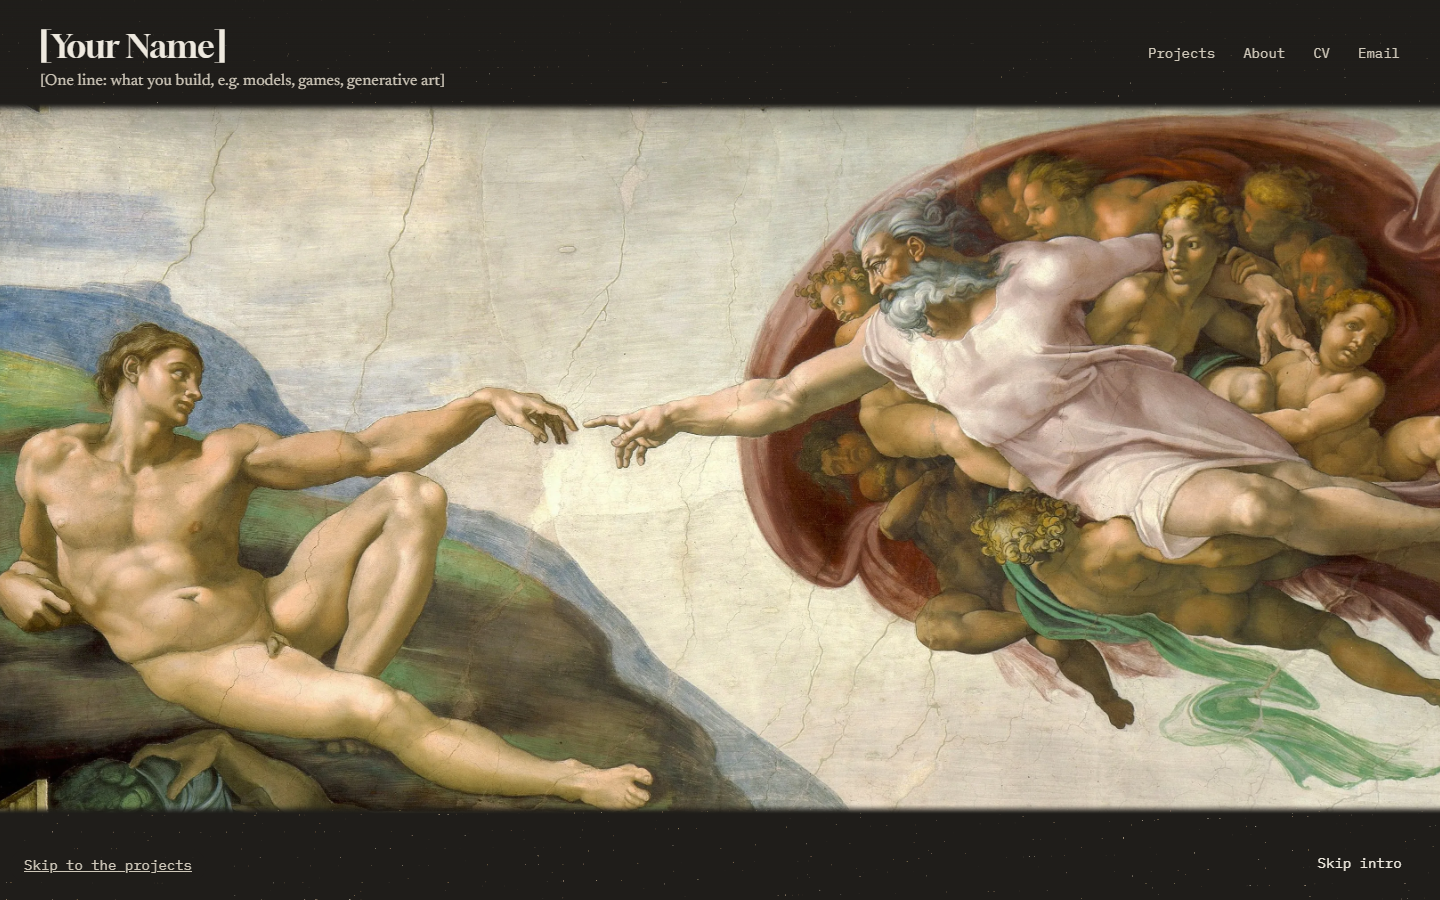 [Your Name]
[One line: what you build, e.g. models, games, generative art]
Projects About CV Email
Skip to the projects
Skip intro